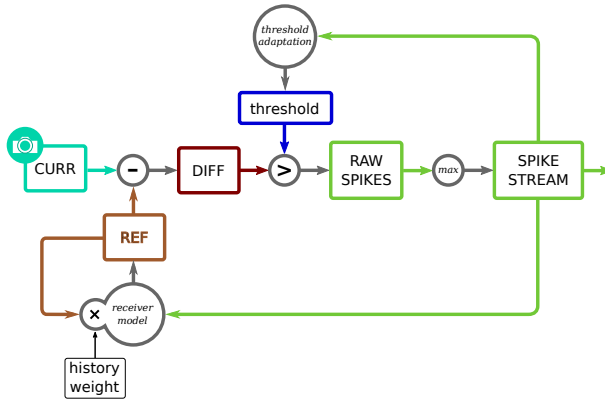 threshold
adaptation
threshold
CURR
-
DIFF
>
RAW
SPIKES
max
SPIKE
STREAM
REF
×
receiver
model
history
weight